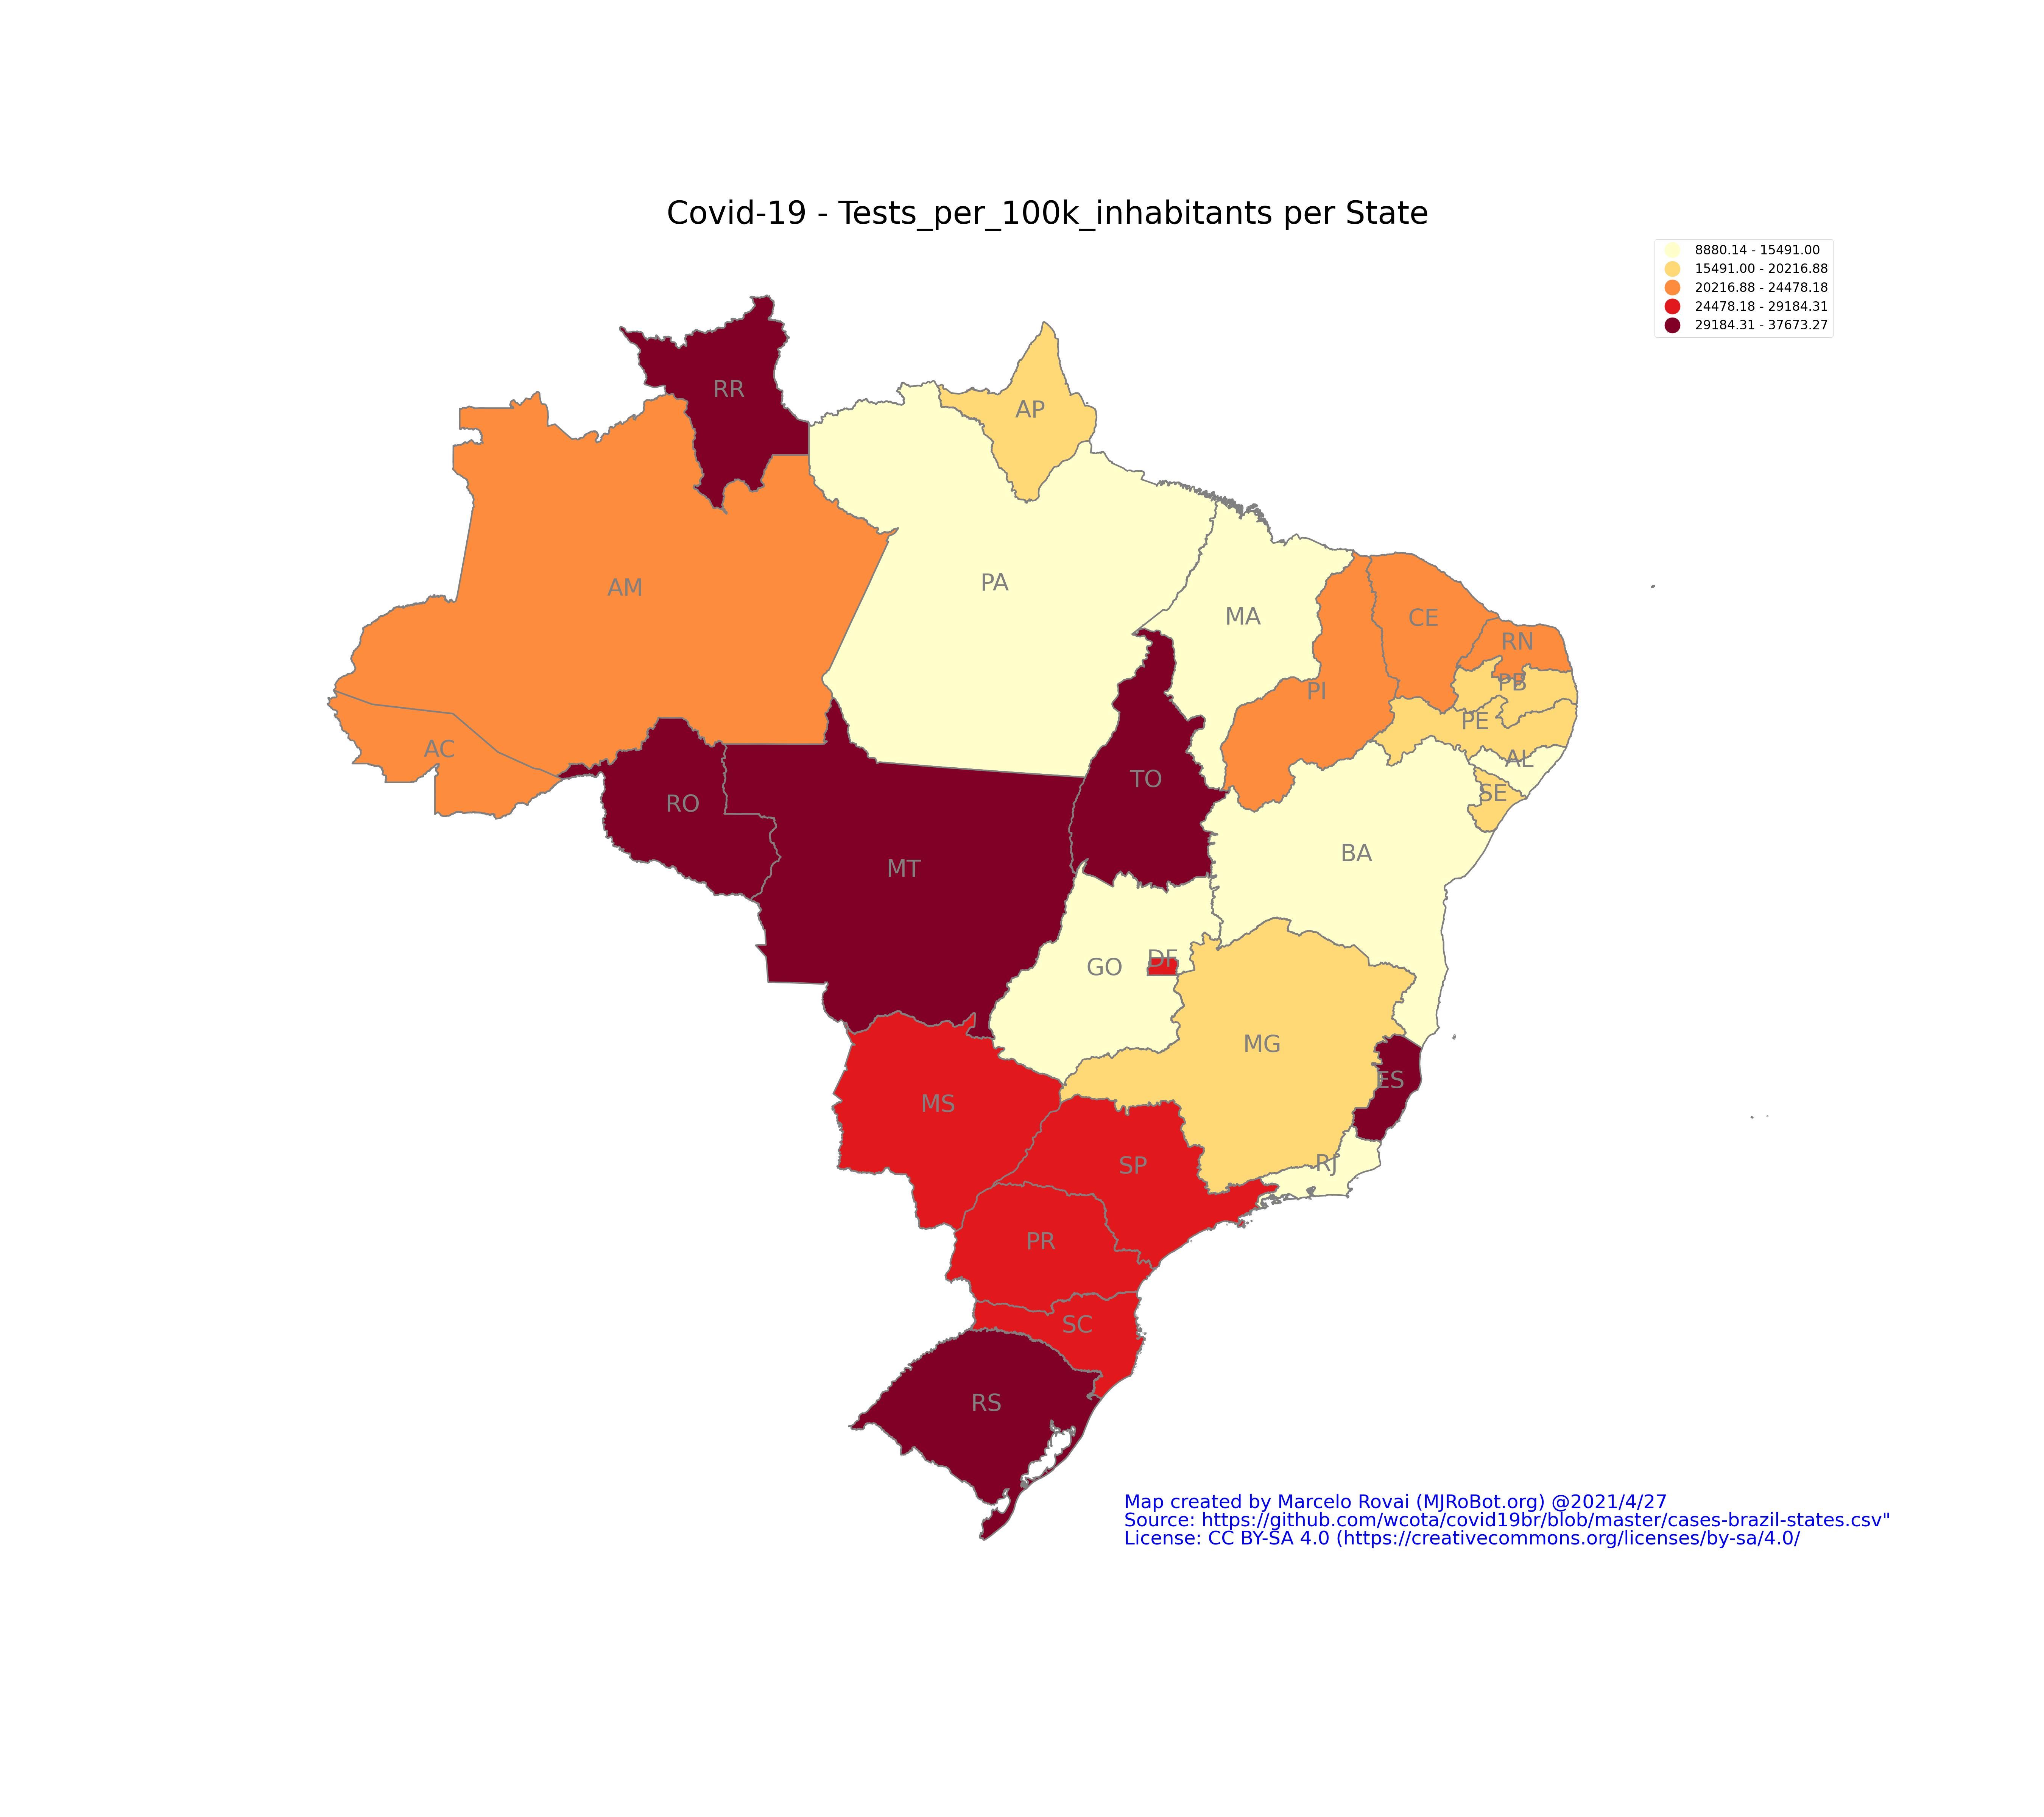 Covid-19 - Tests_per_100k_inhabitants per State
8880.14 - 15491.00
15491.00 - 20216.88
20216.88 - 24478.18
24478.18 - 29184.31
29184.31 - 37673.27
RR
AP
AM
PA
MA
CE
RN
PB
PI
PE
AC
AL
TO
SE
RO
BA
MT
DF
GO
MG
ES
MS
RJ
SP
PR
SC
RS
Map created by Marcelo Rovai (MJRoBot.org) @2021/4/27
Source: https://github.com/wcota/covid19br/blob/master/cases-brazil-states.csv"
License: CC BY-SA 4.0 (https://creativecommons.org/licenses/by-sa/4.0/